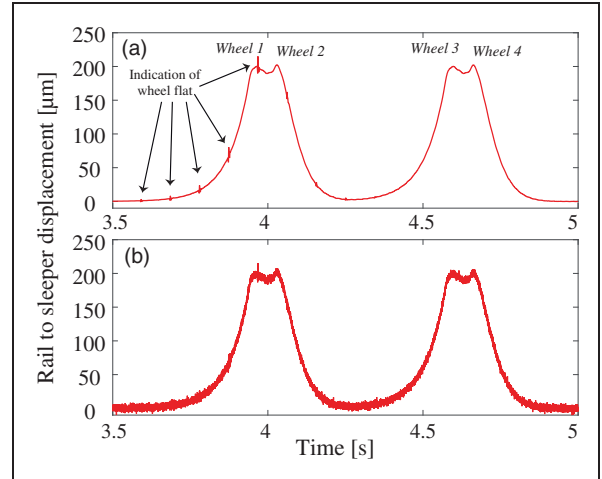 (a)
Wheel 1 Wheel 2
Wheel 3 Wheel 4
Indication of
wheel flat
250
200
150
100
50
0
3.5 4 4.5 5
(b)
250
200
150
100
50
0
3.5 4 4.5 5
Time [s]
Rail to sleeper displacement [µm]